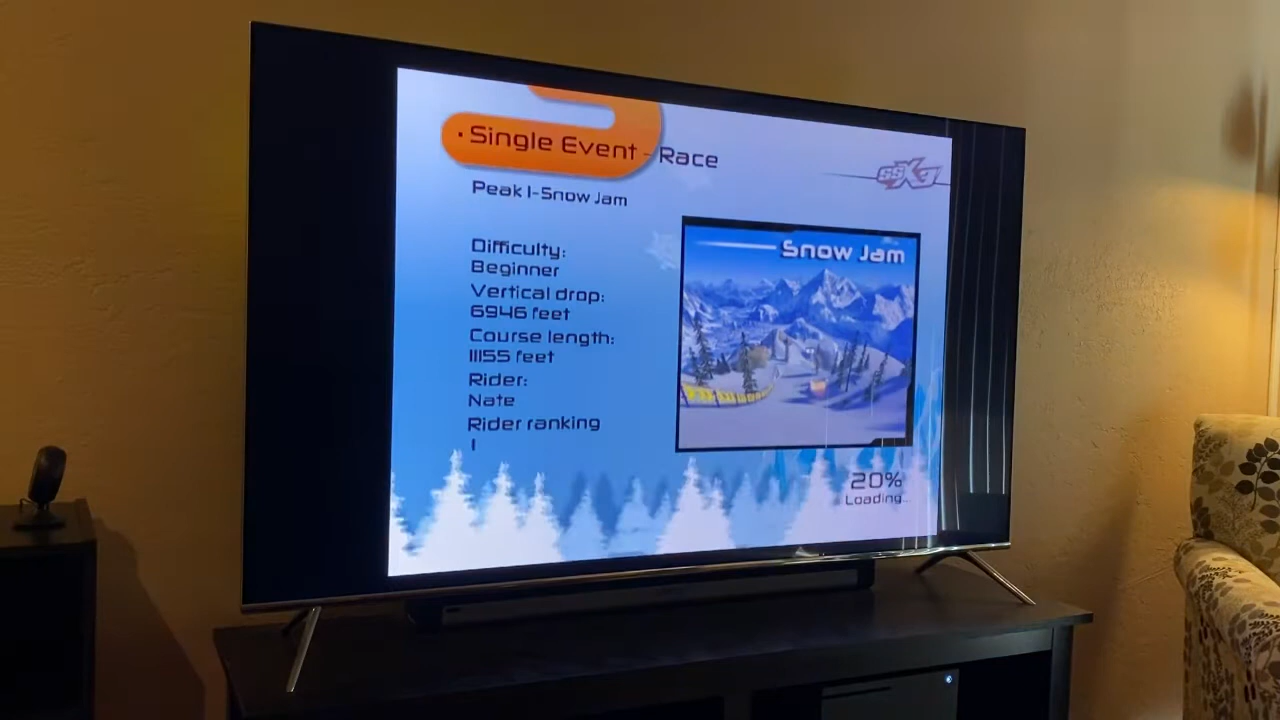 · Single Event - Race
SSX3
Peak 1-Snow Jam
Snow Jam
Difficulty:
Beginner
Vertical drop:
6946 feet
Course length:
11155 feet
Rider:
Nate
Rider ranking
1
20%
Loading..